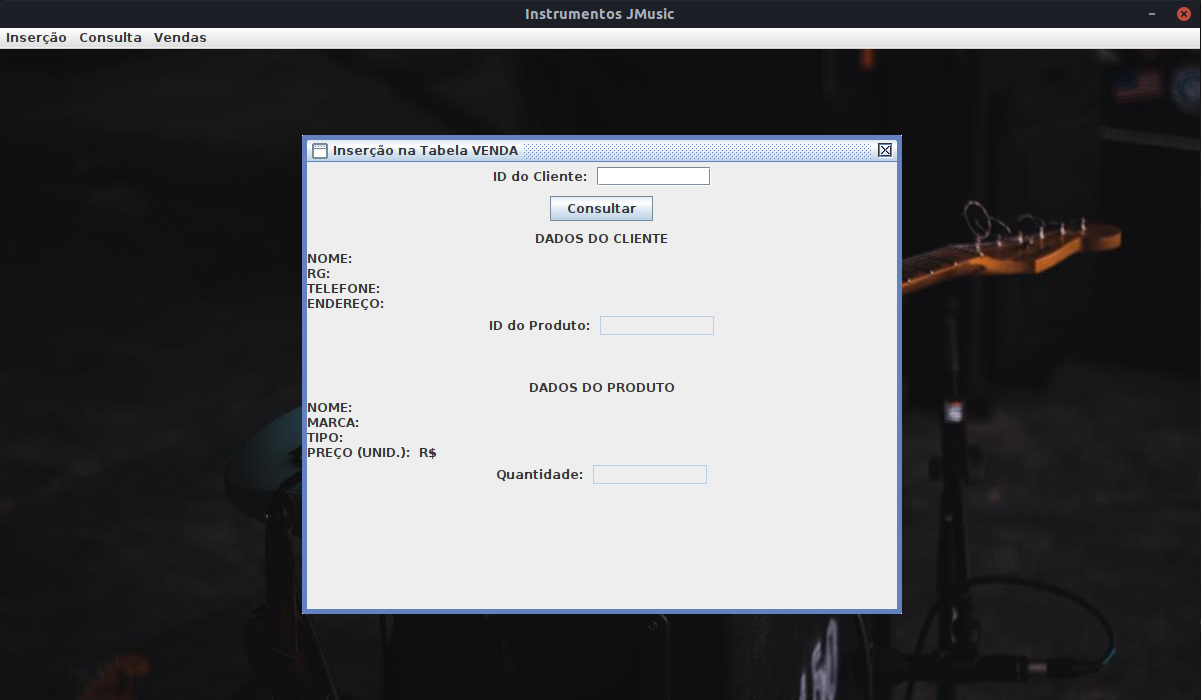 Instrumentos JMusic
Inserção Consulta Vendas
Inserção na Tabela VENDA
ID do Cliente:
Consultar
DADOS DO CLIENTE
NOME:
RG:
TELEFONE:
ENDEREÇO:
ID do Produto:
DADOS DO PRODUTO
NOME:
MARCA:
TIPO:
PREÇO (UNID.): R$
Quantidade: